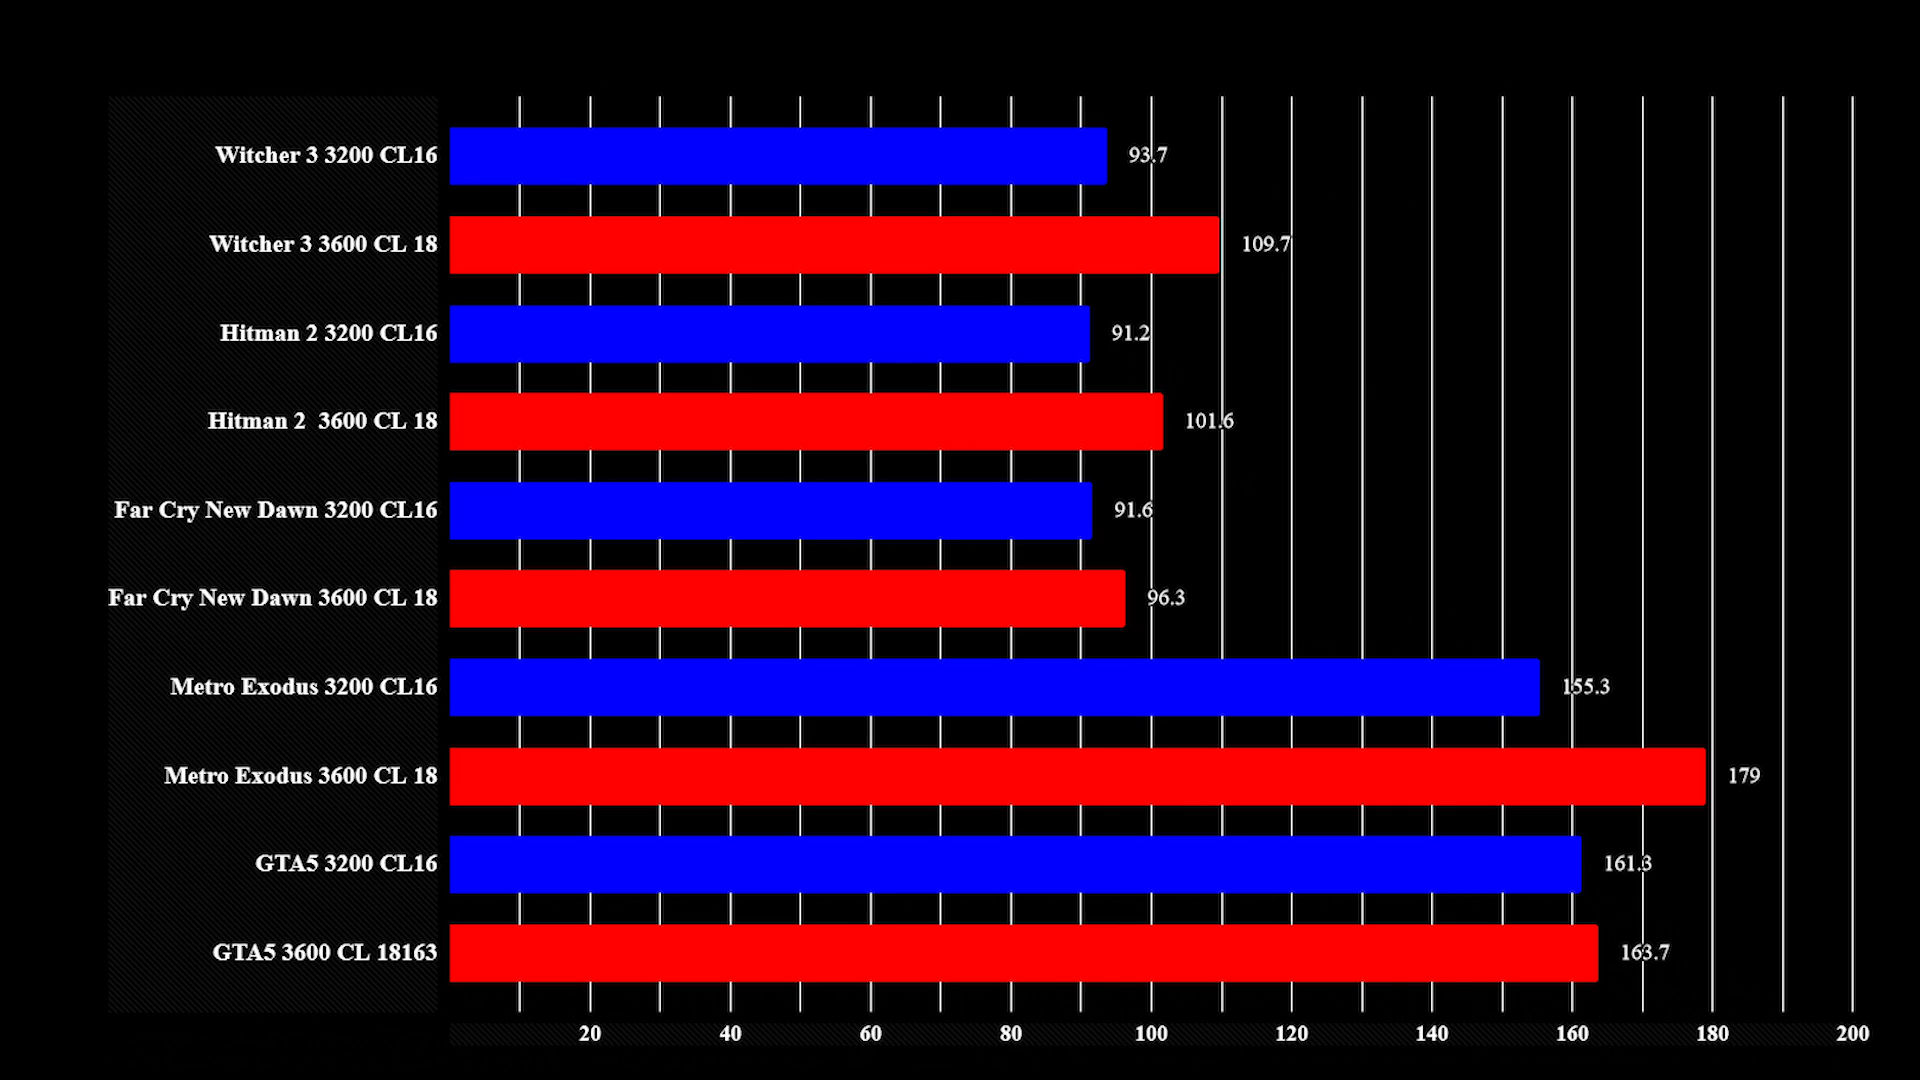 Witcher 3 3200 CL16 93.7
Witcher 3 3600 CL 18 109.7
Hitman 2 3200 CL16 91.2
Hitman 2  3600 CL 18 101.6
Far Cry New Dawn 3200 CL16 91.6
Far Cry New Dawn 3600 CL 18 96.3
Metro Exodus 3200 CL16 155.3
Metro Exodus 3600 CL 18 179
GTA5 3200 CL16 161.3
GTA5 3600 CL 18163 163.7
20 40 60 80 100 120 140 160 180 200